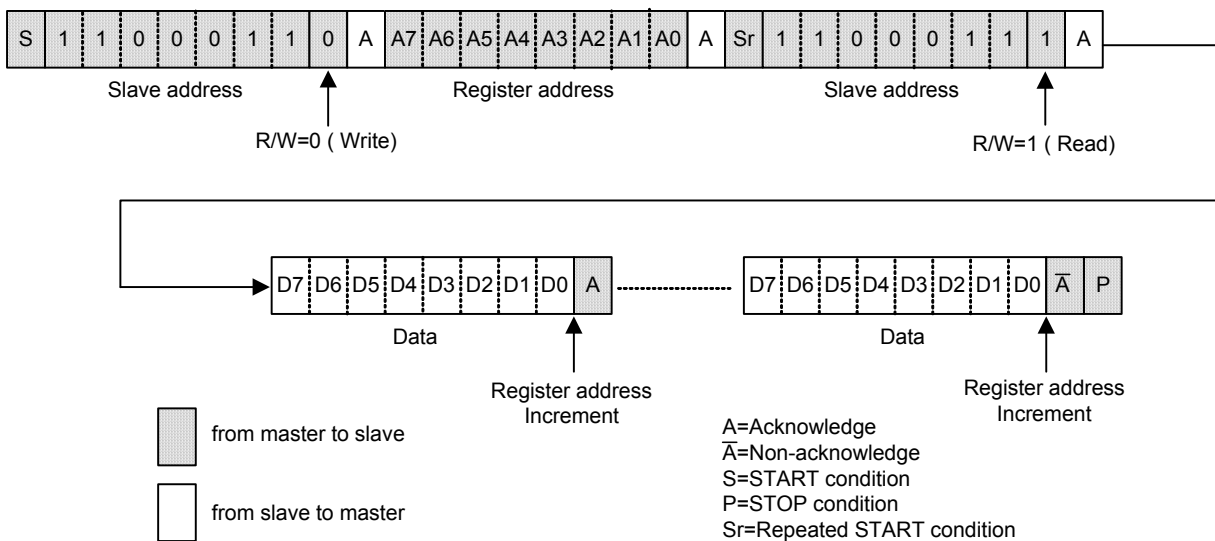 S 1 1 0 0 0 1 1 0 A A7 A6 A5 A4 A3 A2 A1 A0 A Sr 1 1 0 0 0 1 1 1 A
Slave address Register address Slave address
R/W=0 ( Write) R/W=1 ( Read)
D7 D6 D5 D4 D3 D2 D1 D0 A D7 D6 D5 D4 D3 D2 D1 D0 A̅ P
Data Data
Register address Register address
Increment Increment
from master to slave
from slave to master
A=Acknowledge
A̅=Non-acknowledge
S=START condition
P=STOP condition
Sr=Repeated START condition